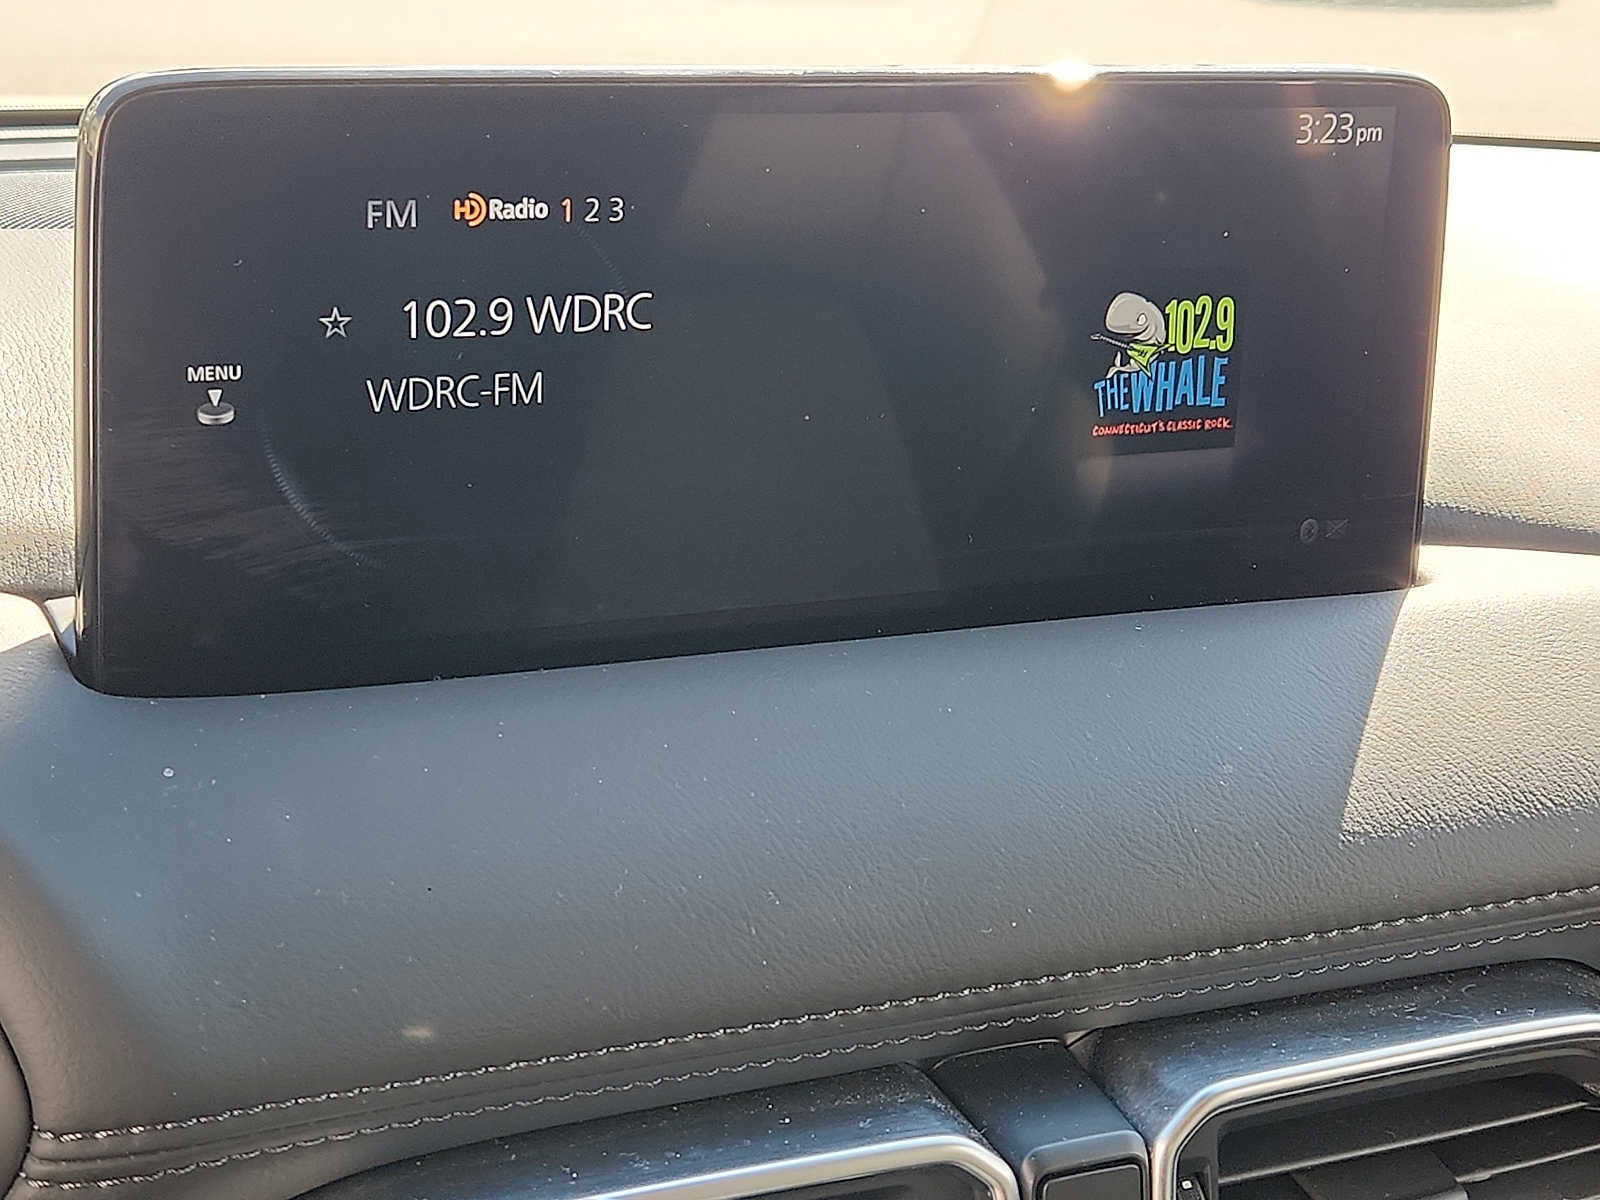 3:23pm
FM HD Radio 1 2 3
102.9 WDRC
WDRC-FM
MENU
102.9
THE WHALE
CONNECTICUT'S CLASSIC ROCK